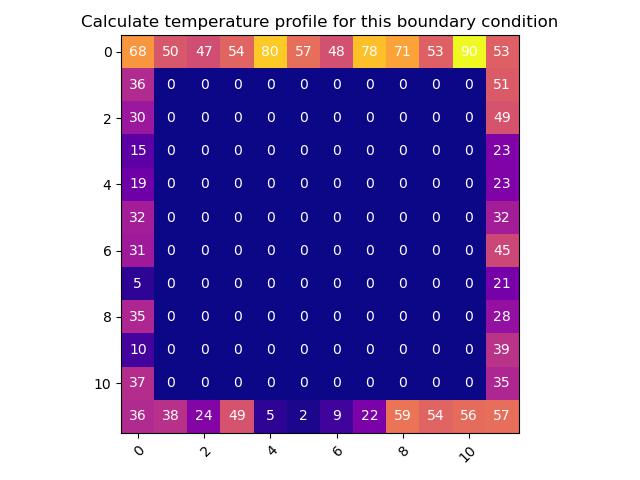 Calculate temperature profile for this boundary condition
0 68 50 47 54 80 57 48 78 71 53 90 53
36 0 0 0 0 0 0 0 0 0 0 51
2 30 0 0 0 0 0 0 0 0 0 0 49
15 0 0 0 0 0 0 0 0 0 0 23
4 19 0 0 0 0 0 0 0 0 0 0 23
32 0 0 0 0 0 0 0 0 0 0 32
6 31 0 0 0 0 0 0 0 0 0 0 45
5 0 0 0 0 0 0 0 0 0 0 21
8 35 0 0 0 0 0 0 0 0 0 0 28
10 0 0 0 0 0 0 0 0 0 0 39
10 37 0 0 0 0 0 0 0 0 0 0 35
36 38 24 49 5 2 9 22 59 54 56 57
0 2 4 6 8 10